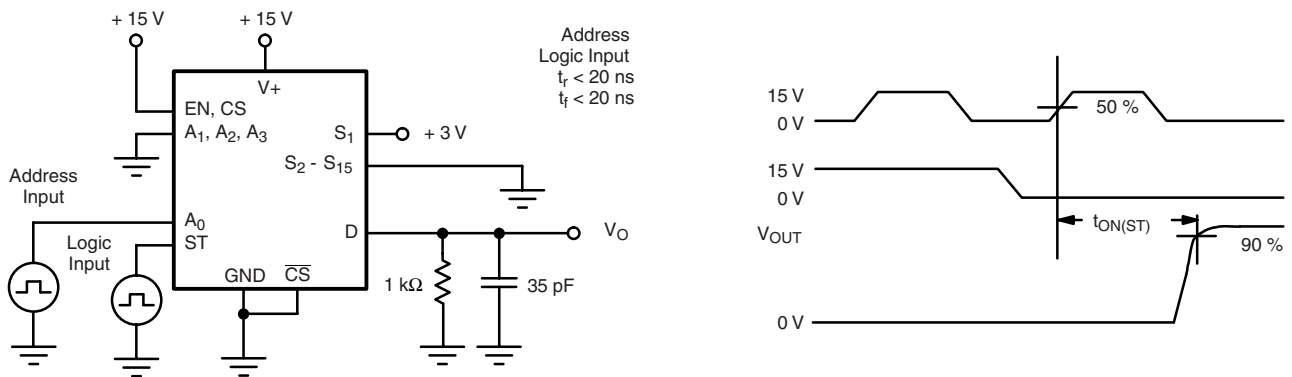 + 15 V
+ 15 V
Address
Logic Input
tr < 20 ns
tf < 20 ns
V+
EN, CS
A1, A2, A3
S1
+ 3 V
S2 - S15
Address
Input
A0
D
VO
Logic
Input
ST
GND
CS
1 kΩ
35 pF
15 V
0 V
50 %
15 V
0 V
tON(ST)
VOUT
90 %
0 V